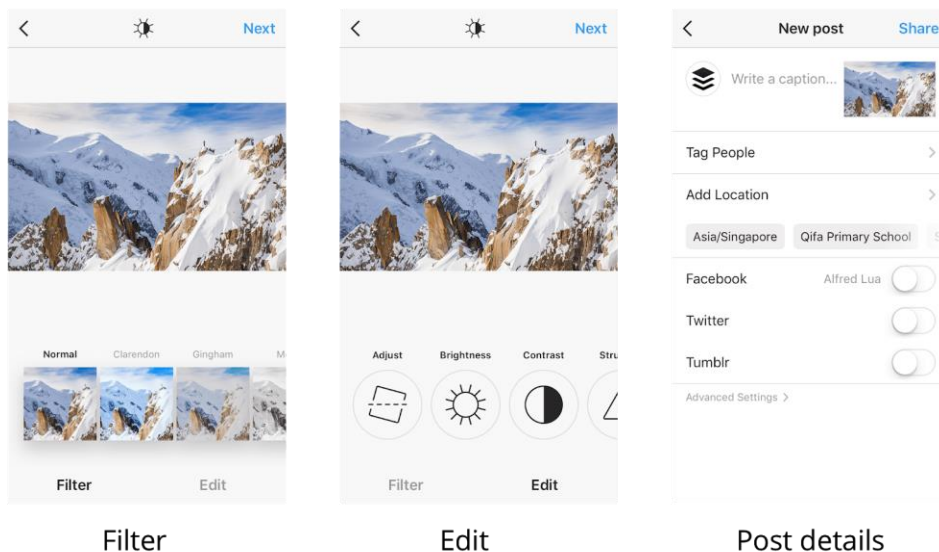 Next
Normal Clarendon Gingham M
Filter Edit
Filter
Next
Adjust Brightness Contrast Stru
Filter Edit
Edit
New post Share
Write a caption...
Tag People
Add Location
Asia/Singapore Qifa Primary School S
Facebook Alfred Lua
Twitter
Tumblr
Advanced Settings
Post details